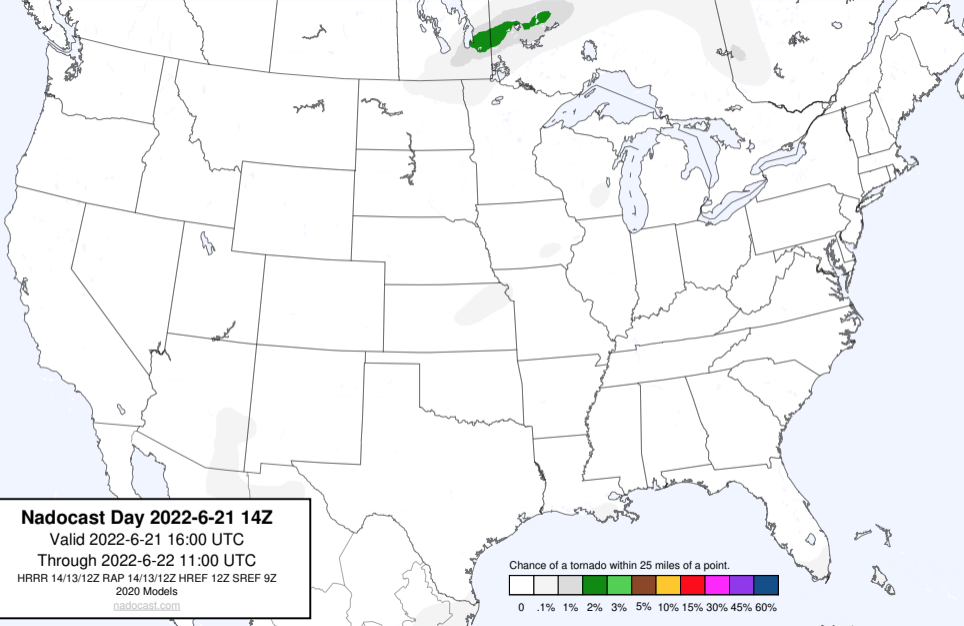 Nadocast Day 2022-6-21 14Z
Valid 2022-6-21 16:00 UTC
Through 2022-6-22 11:00 UTC
HRRR 14/13/12Z RAP 14/13/12Z HREF 12Z SREF 9Z
2020 Models
nadocast.com
Chance of a tornado within 25 miles of a point.
0 .1% 1% 2% 3% 5% 10% 15% 30% 45% 60%